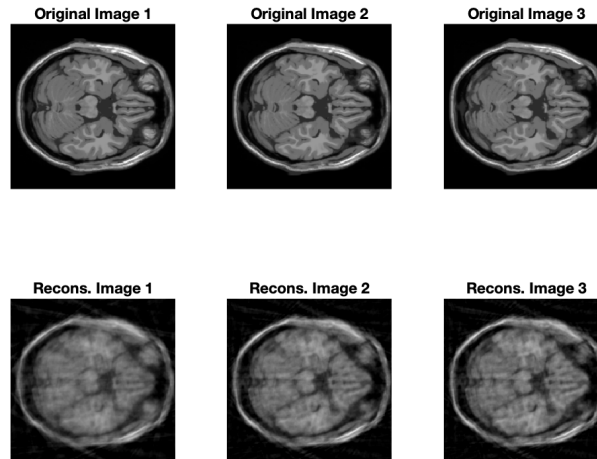 Original Image 1
Original Image 2
Original Image 3
Recons. Image 1
Recons. Image 2
Recons. Image 3